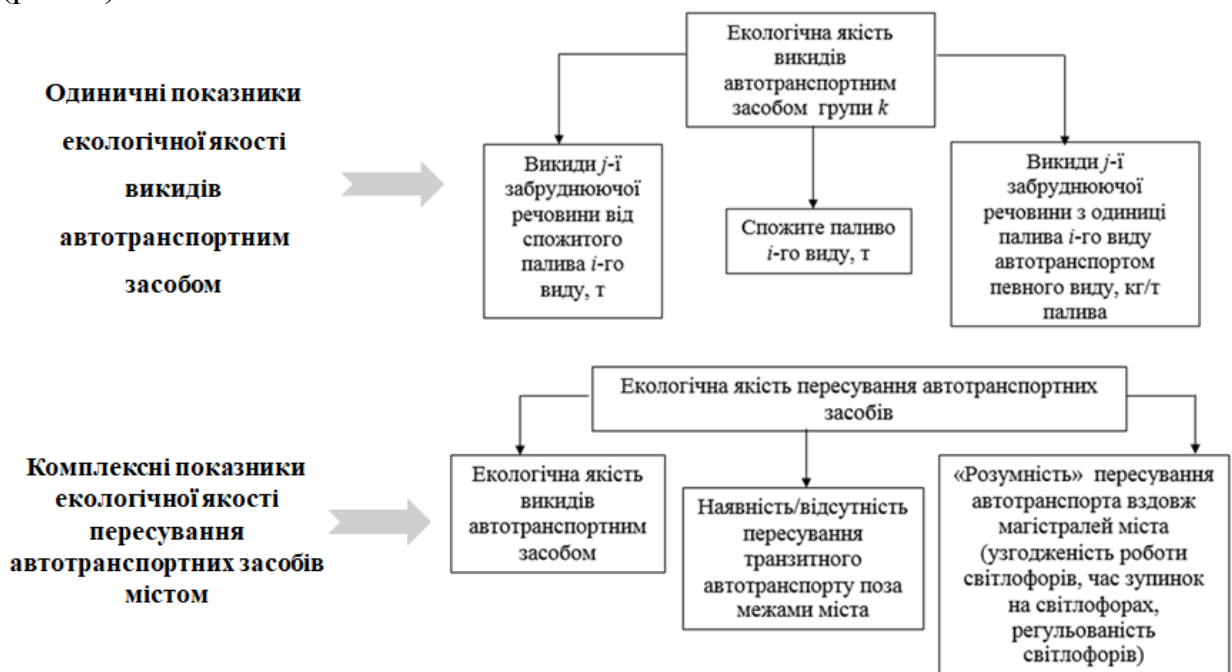 Екологічна якість
викидів
автотранспортним
засобом групи k
Одиничні показники
екологічної якості
викидів
автотранспортним
засобом
Викиди j-ї
забруднюючої
речовини від
спожитого
палива i-го
виду, т
Спожите паливо
i-го виду, т
Викиди j-ї
забруднюючої
речовини з одиниці
палива i-го виду
автотранспортом
певного виду, кг/т
палива
Екологічна якість пересування автотранспортних
засобів
Комплексні показники
екологічної якості
пересування
автотранспортних засобів
містом
Екологічна якість
викидів
автотранспортним
засобом
Наявність/відсутність
пересування
транзитного
автотранспорту поза
межами міста
«Розумність» пересування
автотранспорта вздовж
магістралей міста
(узгодженість роботи
світлофорів, час зупинок
на світлофорах,
регульованість
світлофорів)